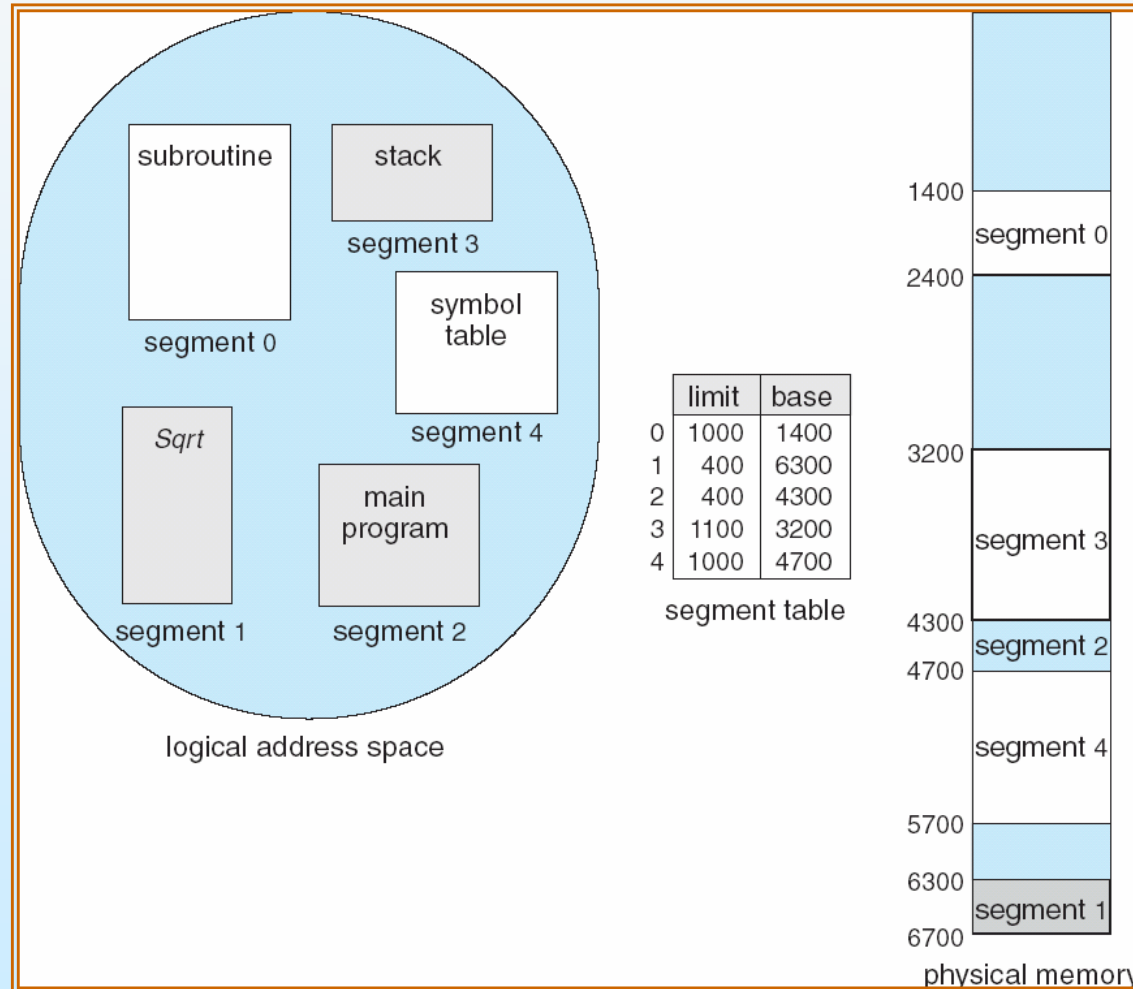 subroutine
segment 0
stack
segment 3
symbol
table
segment 4
Sqrt
segment 1
main
program
segment 2
logical address space
limit base
0 1000 1400
1 400 6300
2 400 4300
3 1100 3200
4 1000 4700
segment table
1400
segment 0
2400
3200
segment 3
4300
segment 2
4700
segment 4
5700
6300
segment 1
6700
physical memory